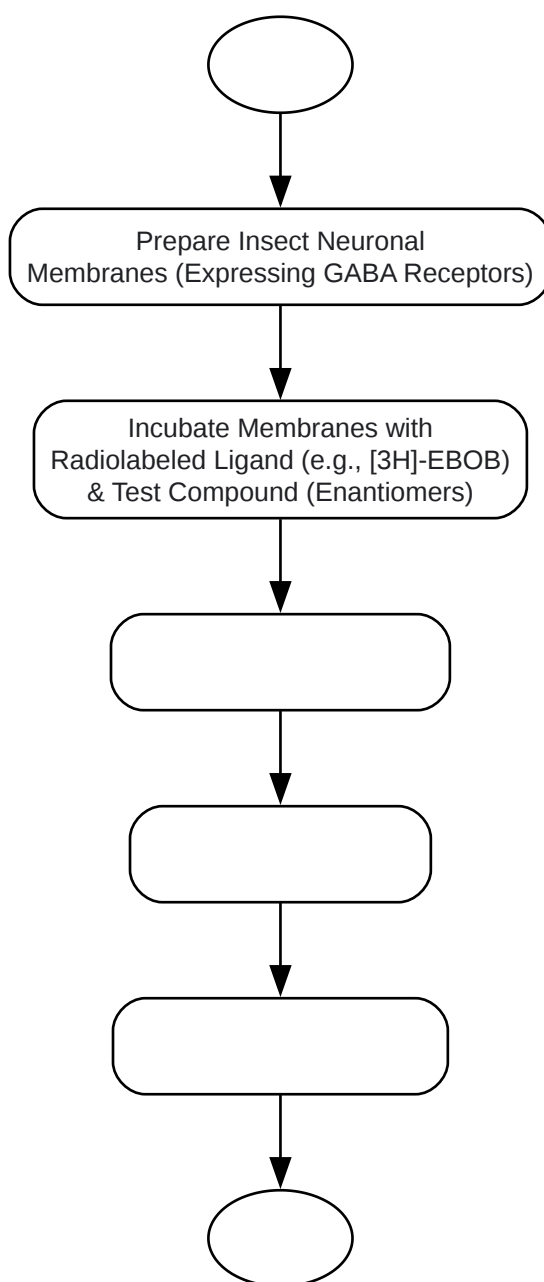 Prepare Insect Neuronal
Membranes (Expressing GABA Receptors)
Incubate Membranes with
Radiolabeled Ligand (e.g., [3H]-EBOB)
& Test Compound (Enantiomers)